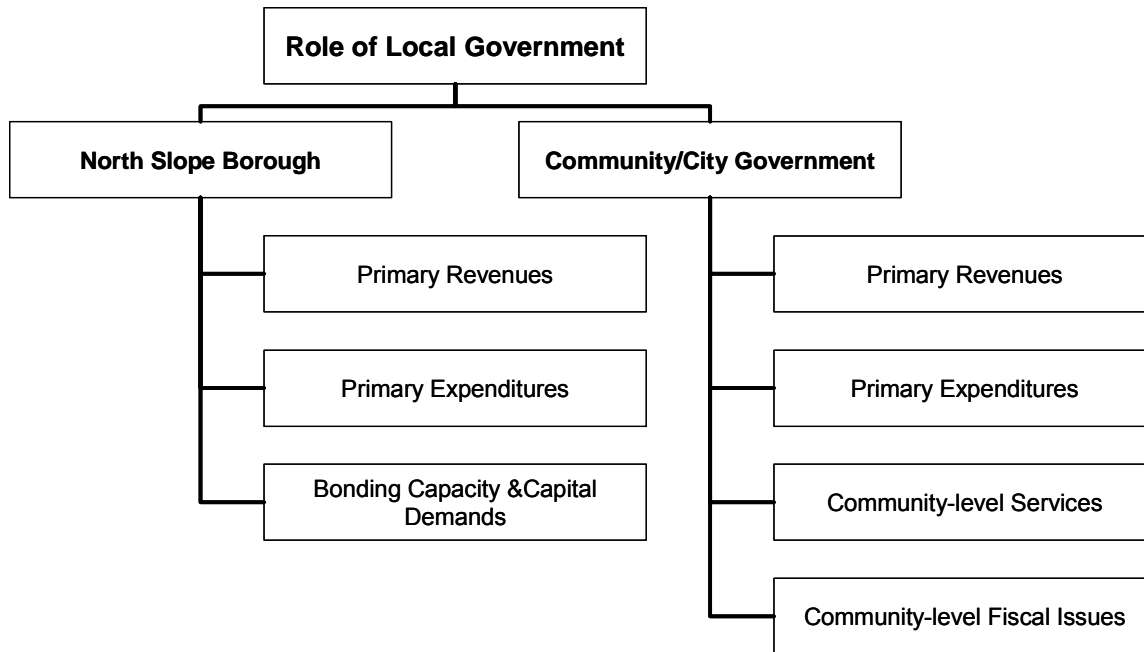 Role of Local Government
North Slope Borough
Community/City Government
Primary Revenues
Primary Revenues
Primary Expenditures
Primary Expenditures
Bonding Capacity &Capital
Demands
Community-level Services
Community-level Fiscal Issues